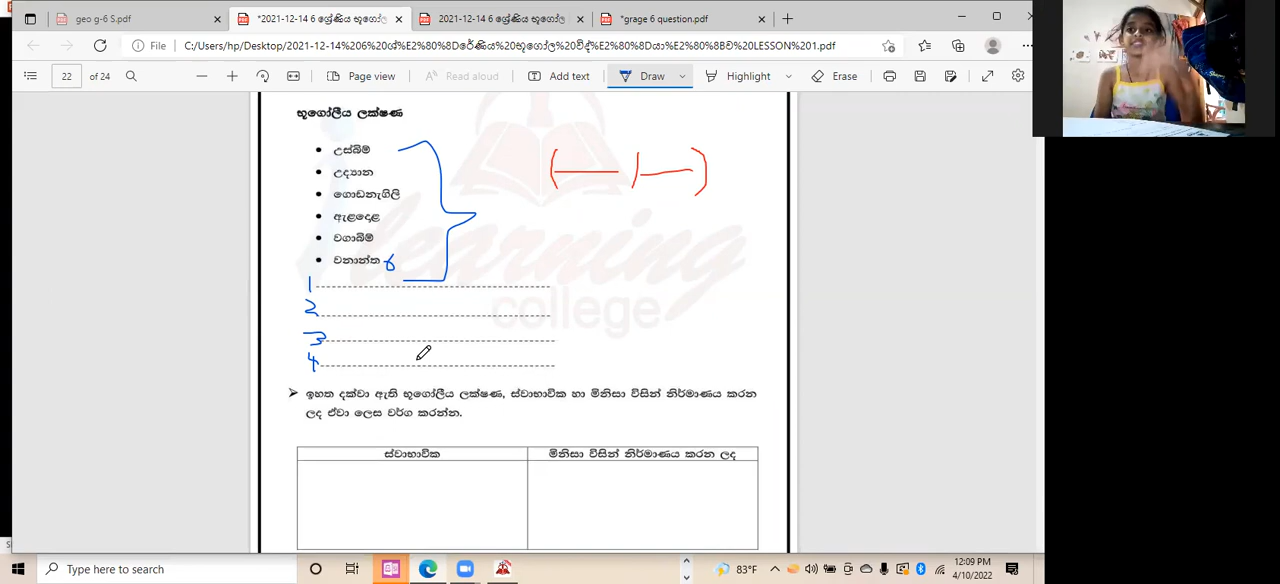 geo g-6 S.pdf
*2021-12-14 6 ශ්‍රේණිය භූගෝල
2021-12-14 6 ශ්‍රේණිය භූගෝල
*grage 6 question.pdf
File
C:/Users/hp/Desktop/2021-12-14%206%20ශ්%E2%80%8Dරේණිය%20භූගෝල%20විද්%E2%80%8Dයා%E2%80%8Bව%20LESSON%201.pdf
22 of 24
Page view
Read aloud
Add text
Draw
Highlight
Erase
භූගෝලීය ලක්ෂණ
• උස්බිම්
• උද්‍යාන
• ගොඩනැගිලි
• ඇළදොළ
• වගාබිම්
• වනාන්ත 6
1
2
3
4
learning
college
➢ ඉහත දක්වා ඇති භූගෝලීය ලක්ෂණ, ස්වාභාවික හා මිනිසා විසින් නිර්මාණය කරන
ලද ඒවා ලෙස වර්ග කරන්න.
ස්වාභාවික
මිනිසා විසින් නිර්මාණය කරන ලද
Type here to search
83°F
12:09 PM
4/10/2022